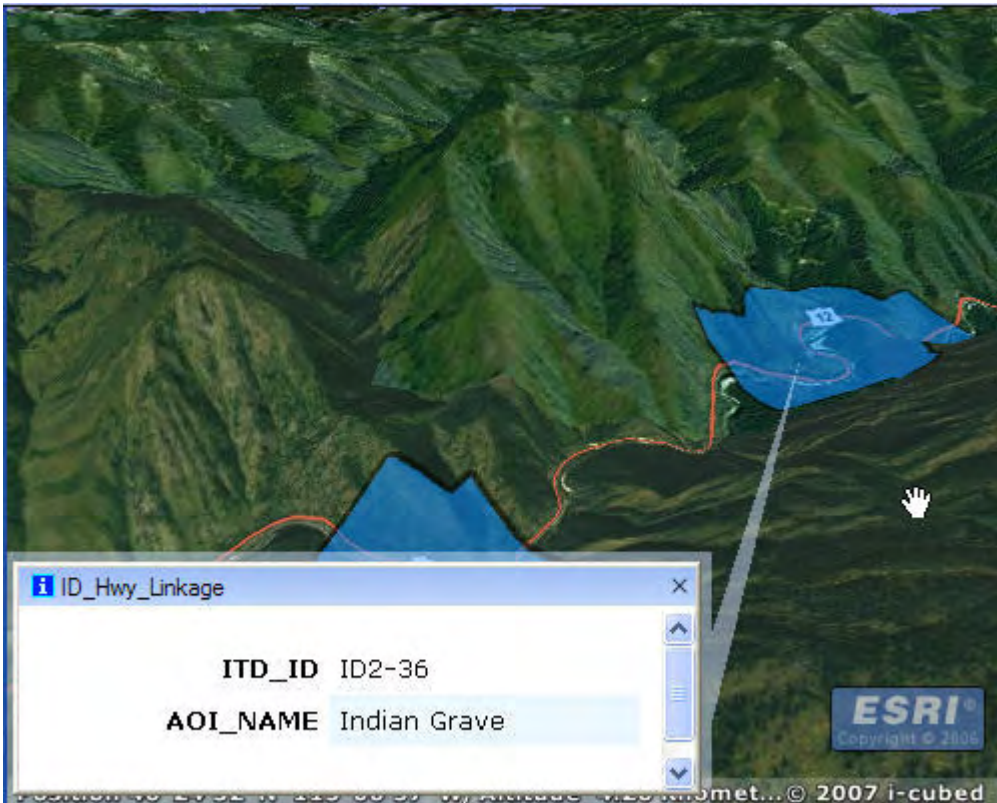 12
ID_Hwy_Linkage
ITD_ID ID2-36
AOI_NAME Indian Grave
ESRI®
Copyright © 2006
© 2007 i-cubed